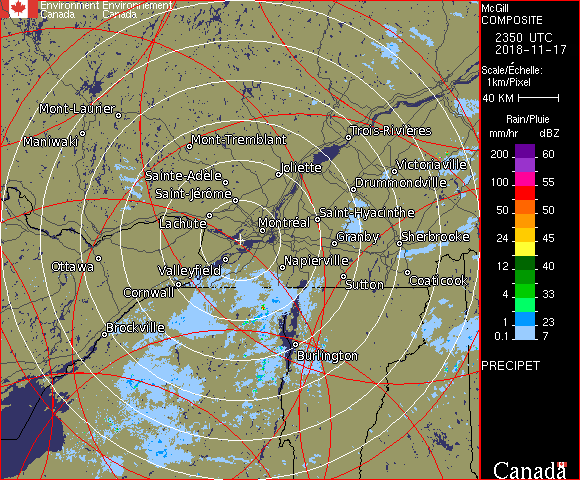 Environment Environnement
Canada Canada
McGill
COMPOSITE
2350 UTC
2018-11-17
Scale/Échelle:
1km/Pixel
40 KM
Rain/Pluie
mm/hr dBZ
200 60
55
100 55
50 50
24 45
12 40
4 33
1 23
0.1 7
PRECIPET
Canada
Mont-Laurier
Maniwaki
Mont-Tremblant
Trois-Rivières
Joliette
Victoriaville
Sainte-Adèle
Drummondville
Saint-Jérôme
Saint-Hyacinthe
Lachute
Montréal
Granby
Sherbrooke
Ottawa
Valleyfield
Napierville
Cornwall
Sutton
Coaticook
Brockville
Burlington